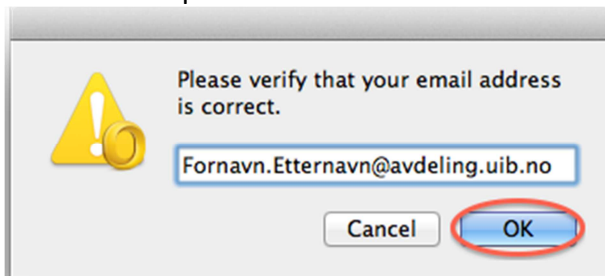 Please verify that your email address
is correct.
Fornavn.Etternavn@avdeling.uib.no
Cancel OK